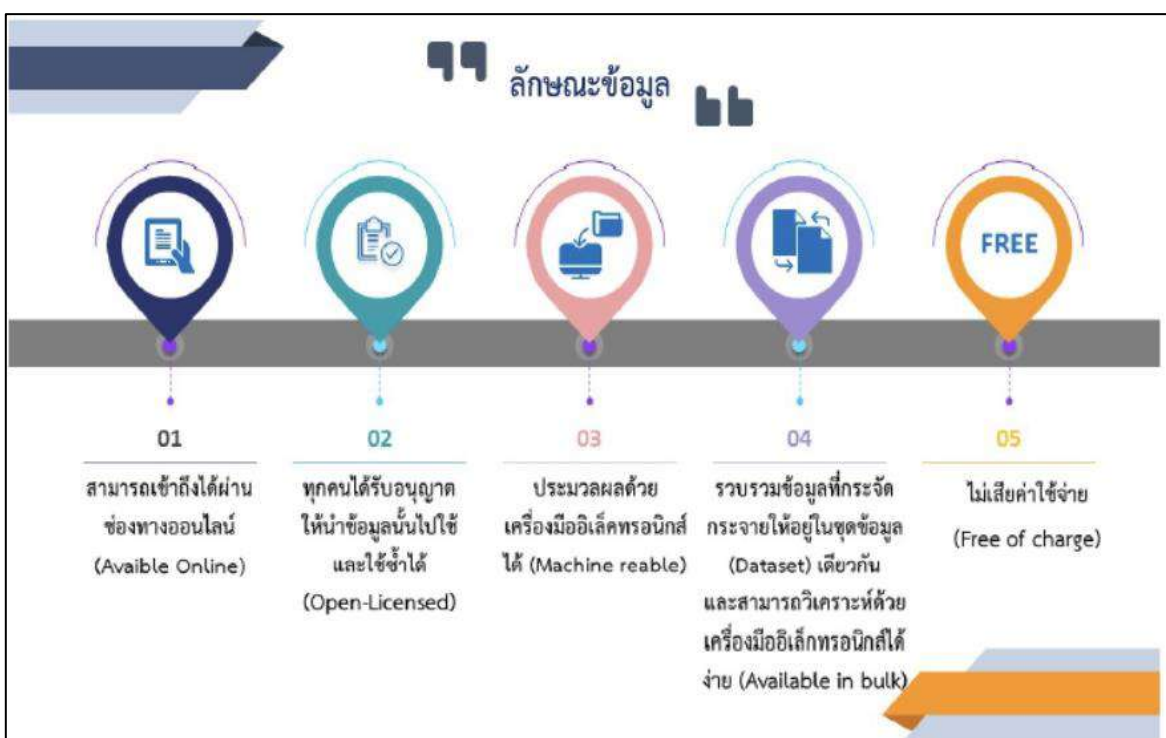 ลักษณะข้อมูล
FREE
01
สามารถเข้าถึงได้ผ่าน
ช่องทางออนไลน์
(Avaible Online)
02
ทุกคนได้รับอนุญาต
ให้นำข้อมูลนั้นไปใช้
และใช้ซ้ำได้
(Open-Licensed)
03
ประมวลผลด้วย
เครื่องมืออิเล็คทรอนิกส์
ได้ (Machine reable)
04
รวบรวมข้อมูลที่กระจัด
กระจายให้อยู่ในชุดข้อมูล
(Dataset) เดียวกัน
และสามารถวิเคราะห์ด้วย
เครื่องมืออิเล็กทรอนิกส์ได้
ง่าย (Available in bulk)
05
ไม่เสียค่าใช้จ่าย
(Free of charge)